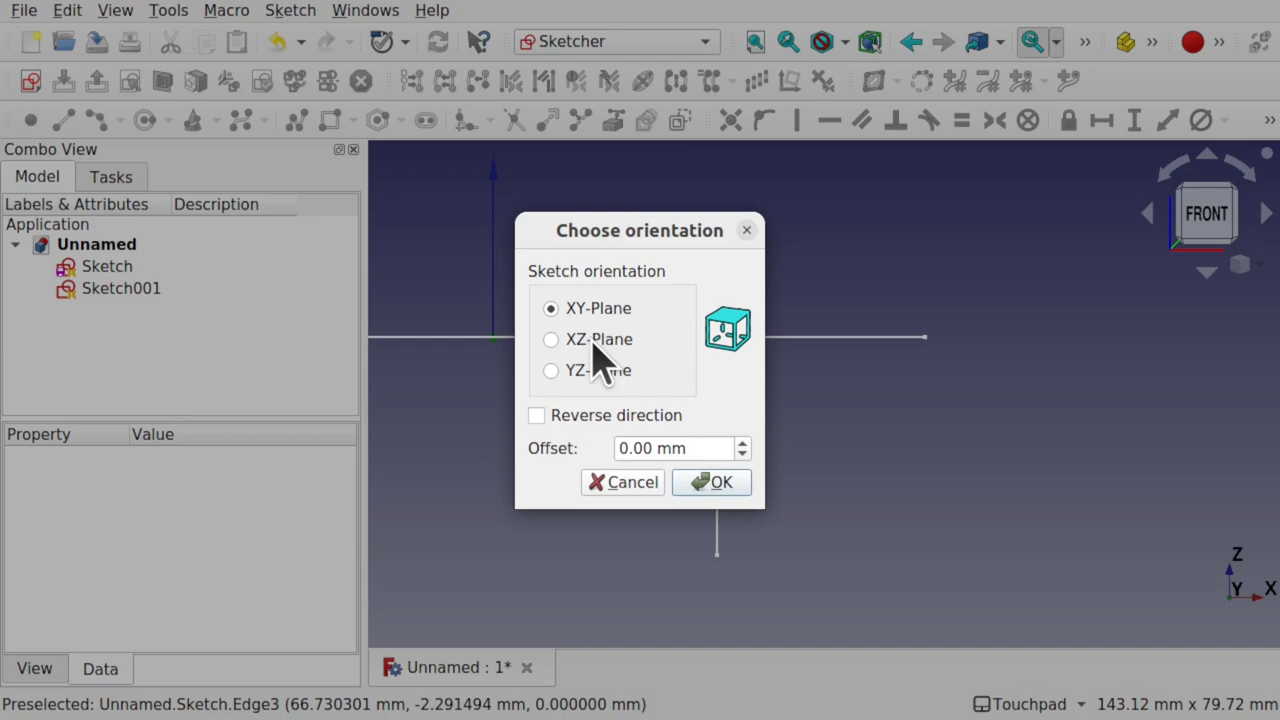 File Edit View Tools Macro Sketch Windows Help
Sketcher
Combo View
Model Tasks
Labels & Attributes Description
Application
Unnamed
Sketch
Sketch001
Property Value
View Data
Choose orientation
Sketch orientation
XY-Plane
XZ-Plane
Reverse direction
Offset: 0.00 mm
Cancel OK
FRONT
Z
Y X
Unnamed : 1*
Preselected: Unnamed.Sketch.Edge3 (66.730301 mm, -2.291494 mm, 0.000000 mm)
Touchpad 143.12 mm x 79.72 mm